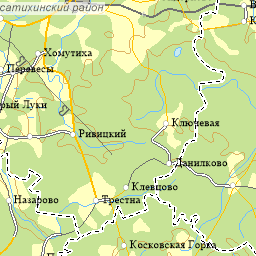 сатихинский район
Хомутиха
Перевесы
рый Луки
Ключевая
Ривицкий
Данилково
Клевцово
Назарово
Трестна
Косковская Горка